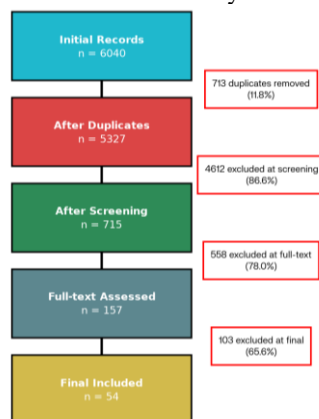 Initial Records
n = 6040
713 duplicates removed
(11.8%)
After Duplicates
n = 5327
4612 excluded at screening
(86.6%)
After Screening
n = 715
558 excluded at full-text
(78.0%)
Full-text Assessed
n = 157
103 excluded at final
(65.6%)
Final Included
n = 54